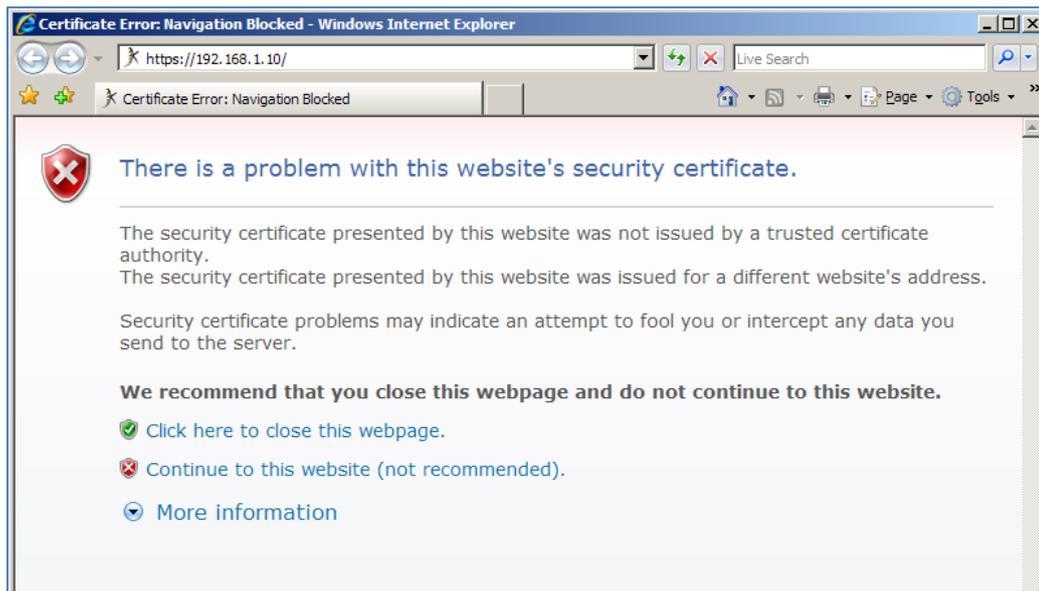 Certificate Error: Navigation Blocked - Windows Internet Explorer
https://192.168.1.10/
Live Search
Certificate Error: Navigation Blocked
Page
Tools
There is a problem with this website's security certificate.
The security certificate presented by this website was not issued by a trusted certificate
authority.
The security certificate presented by this website was issued for a different website's address.
Security certificate problems may indicate an attempt to fool you or intercept any data you
send to the server.
We recommend that you close this webpage and do not continue to this website.
Click here to close this webpage.
Continue to this website (not recommended).
More information